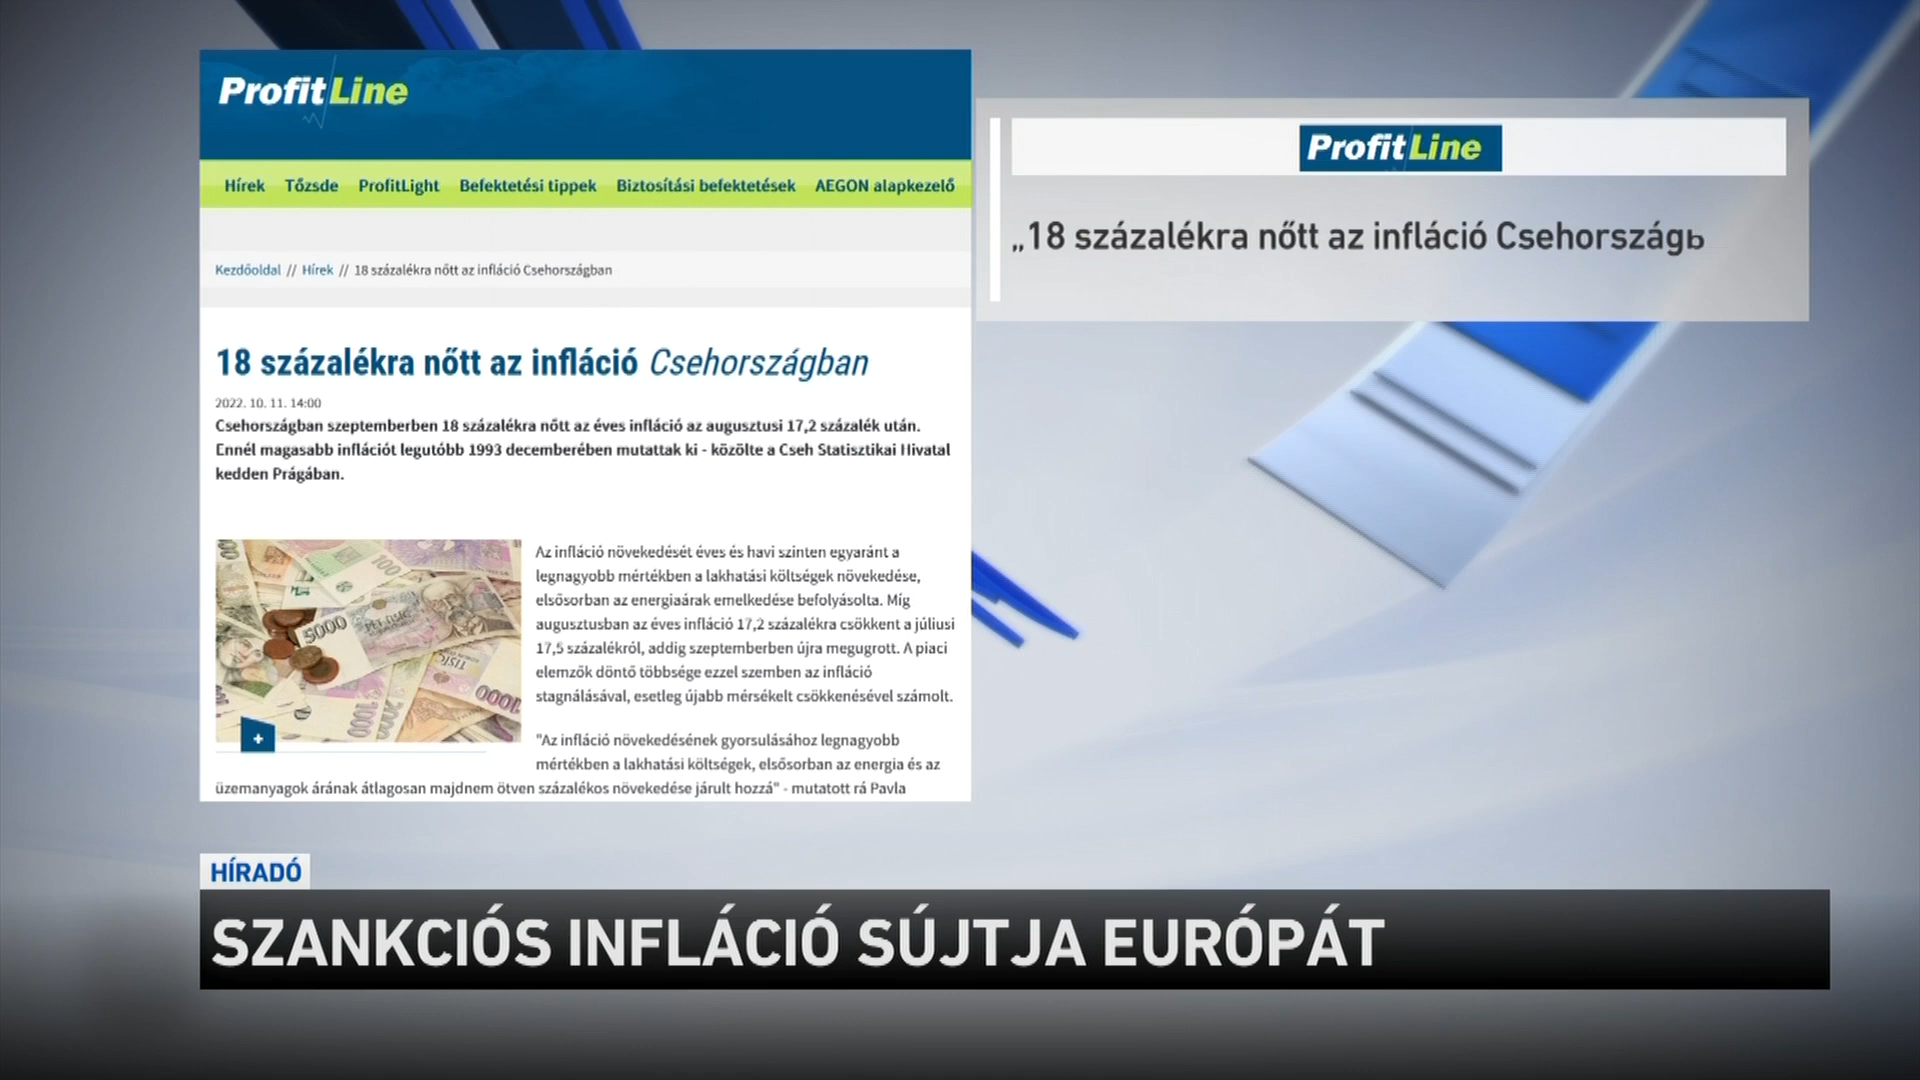 ProfitLine
Hírek Tőzsde ProfitLight Befektetési tippek Biztosítási befektetések AEGON alapkezelő
Kezdőoldal // Hírek // 18 százalékra nőtt az infláció Csehországban
18 százalékra nőtt az infláció Csehországban
2022. 10. 11. 14:00
Csehországban szeptemberben 18 százalékra nőtt az éves infláció az augusztusi 17,2 százalék után.
Ennél magasabb inflációt legutóbb 1993 decemberében mutattak ki - közölte a Cseh Statisztikai Hivatal
kedden Prágában.
5000
Az infláció növekedését éves és havi szinten egyaránt a
legnagyobb mértékben a lakhatási költségek növekedése,
elsősorban az energiaárak emelkedése befolyásolta. Míg
augusztusban az éves infláció 17,2 százalékra csökkent a júliusi
17,5 százalékról, addig szeptemberben újra megugrott. A piaci
elemzők döntő többsége ezzel szemben az infláció
stagnálásával, esetleg újabb mérsékelt csökkenésével számolt.
"Az infláció növekedésének gyorsulásához legnagyobb
mértékben a lakhatási költségek, elsősorban az energia és az
üzemanyagok árának átlagosan majdnem ötven százalékos növekedése járult hozzá" - mutatott rá Pavla
ProfitLine
„18 százalékra nőtt az infláció Csehország
HÍRADÓ
SZANKCIÓS INFLÁCIÓ SÚJTJA EURÓPÁT